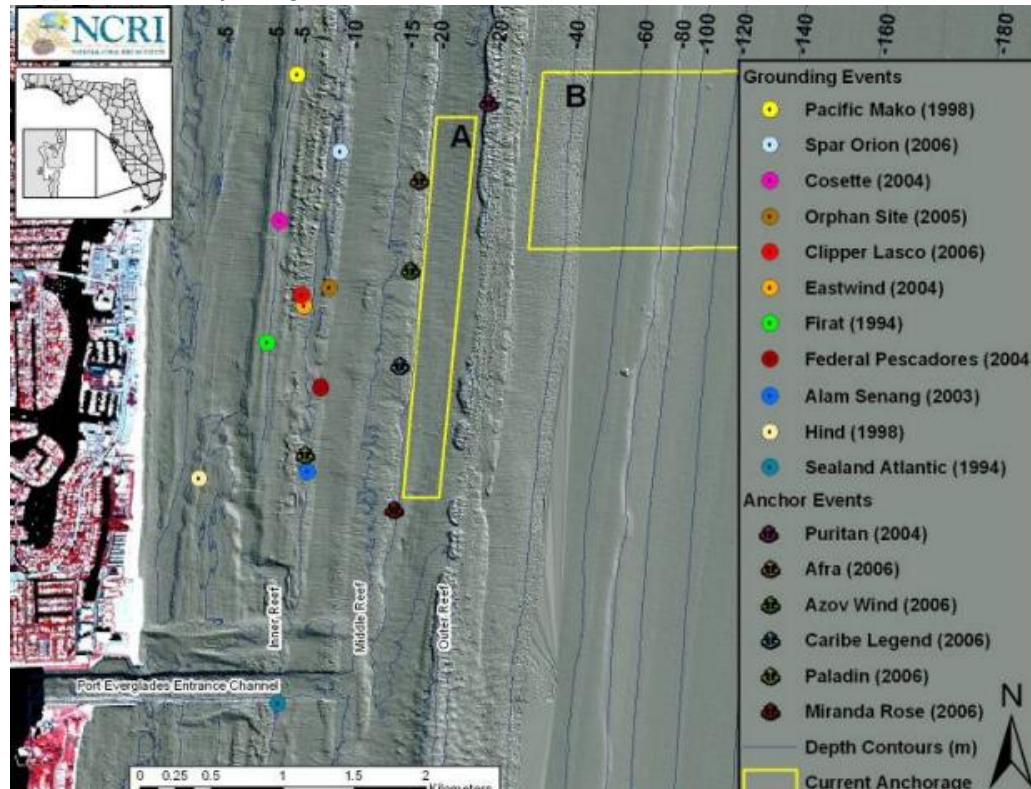 NCRI
-5
-5
-5
-10
-15
-20
-20
-40
-60
-80
-100
-120
-140
-160
-180
A
B
Grounding Events
Pacific Mako (1998)
Spar Orion (2006)
Cosette (2004)
Orphan Site (2005)
Clipper Lasco (2006)
Eastwind (2004)
Firat (1994)
Federal Pescadores (2004
Alam Senang (2003)
Hind (1998)
Sealand Atlantic (1994)
Anchor Events
Puritan (2004)
Afra (2006)
Azov Wind (2006)
Caribe Legend (2006)
Paladin (2006)
Miranda Rose (2006)
Depth Contours (m)
Current Anchorage
N
Inner Reef
Middle Reef
Outer Reef
Port Everglades Entrance Channel
0 0.25 0.5 1 1.5 2
Kilometers